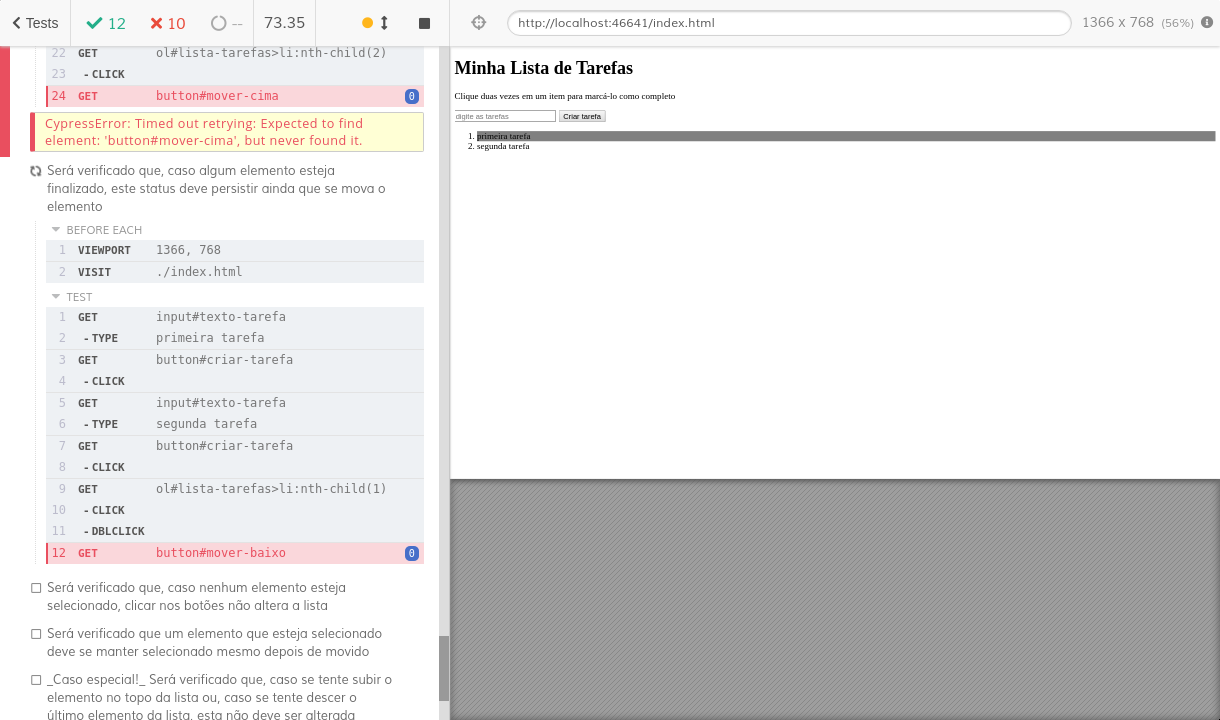 Tests 12 10 -- 73.35
http://localhost:46641/index.html 1366 x 768 (56%)
22 GET ol#lista-tarefas>li:nth-child(2)
23 - CLICK
24 GET button#mover-cima 0
CypressError: Timed out retrying: Expected to find
element: 'button#mover-cima', but never found it.
Será verificado que, caso algum elemento esteja
finalizado, este status deve persistir ainda que se mova o
elemento
BEFORE EACH
1 VIEWPORT 1366, 768
2 VISIT ./index.html
TEST
1 GET input#texto-tarefa
2 - TYPE primeira tarefa
3 GET button#criar-tarefa
4 - CLICK
5 GET input#texto-tarefa
6 - TYPE segunda tarefa
7 GET button#criar-tarefa
8 - CLICK
9 GET ol#lista-tarefas>li:nth-child(1)
10 - CLICK
11 - DBLCLICK
12 GET button#mover-baixo 0
Será verificado que, caso nenhum elemento esteja
selecionado, clicar nos botões não altera a lista
Será verificado que um elemento que esteja selecionado
deve se manter selecionado mesmo depois de movido
_Caso especial!_ Será verificado que, caso se tente subir o
elemento no topo da lista ou, caso se tente descer o
último elemento da lista, esta não deve ser alterada
Minha Lista de Tarefas
Clique duas vezes em um item para marcá-lo como completo
digite as tarefas Criar tarefa
1. primeira tarefa
2. segunda tarefa